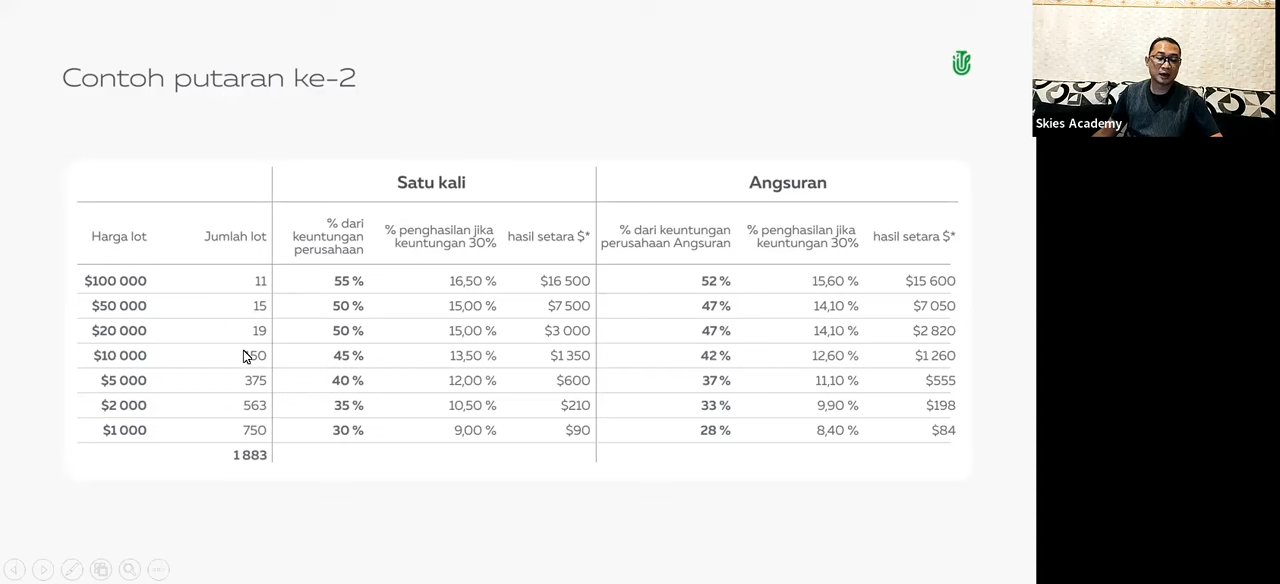 Contoh putaran ke-2
Skies Academy
Satu kali Angsuran
Harga lot Jumlah lot % dari keuntungan perusahaan % penghasilan jika keuntungan 30% hasil setara $* % dari keuntungan perusahaan Angsuran % penghasilan jika keuntungan 30% hasil setara $*
$100 000 11 55 % 16,50 % $16 500 52 % 15,60 % $15 600
$50 000 15 50 % 15,00 % $7 500 47 % 14,10 % $7 050
$20 000 19 50 % 15,00 % $3 000 47 % 14,10 % $2 820
$10 000 45 % 13,50 % $1 350 42 % 12,60 % $1 260
$5 000 375 40 % 12,00 % $600 37 % 11,10 % $555
$2 000 563 35 % 10,50 % $210 33 % 9,90 % $198
$1 000 750 30 % 9,00 % $90 28 % 8,40 % $84
1 883